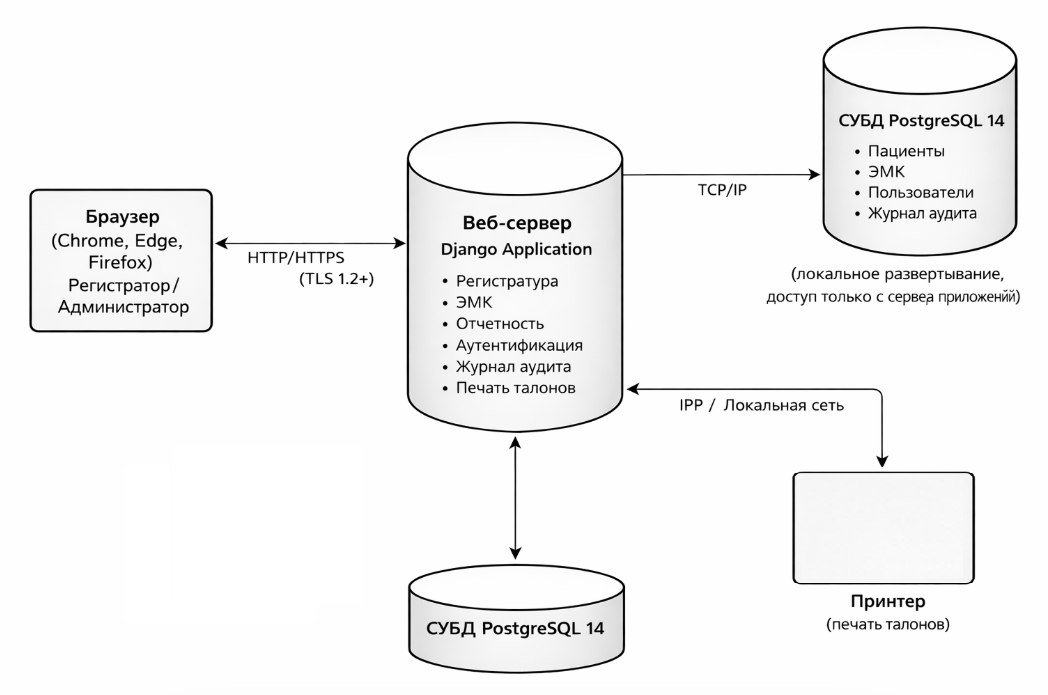 Браузер
(Chrome, Edge,
Firefox)
Регистратор/
Администратор
HTTP/HTTPS
(TLS 1.2+)
Веб-сервер
Django Application
• Регистратура
• ЭМК
• Отчетность
• Аутентификация
• Журнал аудита
• Печать талонов
TCP/IP
СУБД PostgreSQL 14
• Пациенты
• ЭМК
• Пользователи
• Журнал аудита
(локальное развертывание,
доступ только с сервеа приложений)
IPP / Локальная сеть
Принтер
(печать талонов)
СУБД PostgreSQL 14